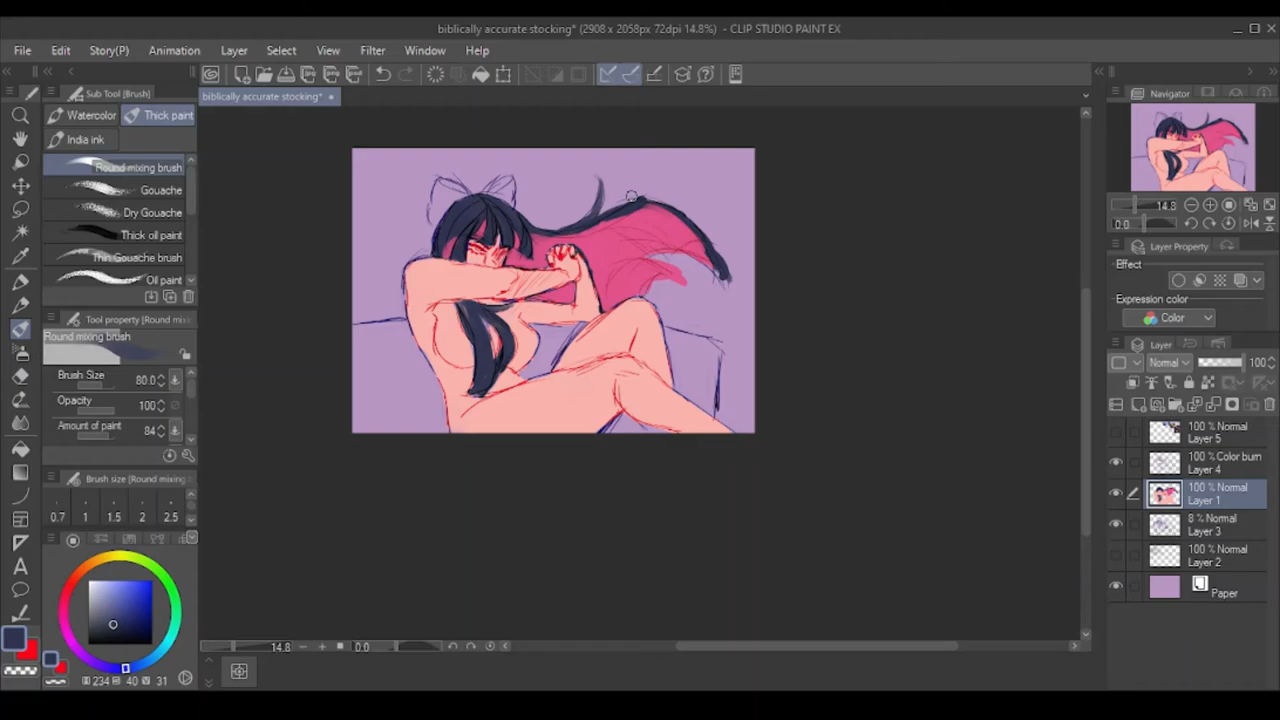 biblically accurate stocking* (2908 x 2058px 72dpi 14.8%) - CLIP STUDIO PAINT EX
File Edit Story(P) Animation Layer Select View Filter Window Help
Sub Tool [Brush]
biblically accurate stocking*
Navigator
Watercolor
Thick paint
India ink
Round mixing brush
Gouache
Dry Gouache
Thick oil paint
Thin Gouache brush
Oil paint
14.8
0.0
Layer Property
Effect
Expression color
Color
Tool property [Round mixi
Round mixing brush
Brush Size 80.0
Opacity 100
Amount of paint 84
Layer
Normal 100
100 % Normal
Layer 5
100 % Color burn
Layer 4
100 % Normal
Layer 1
8 % Normal
Layer 3
100 % Normal
Layer 2
Paper
Brush size [Round mixing
0.7 1 1.5 2 2.5
234 40 V 31
14.8
0.0